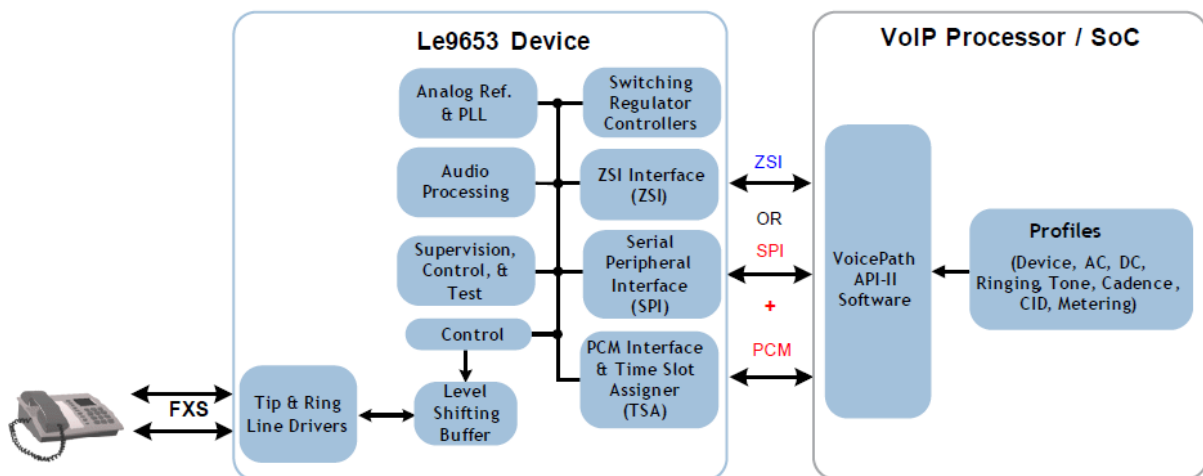 Le9653 Device
Analog Ref.
& PLL
Switching
Regulator
Controllers
Audio
Processing
ZSI Interface
(ZSI)
Supervision,
Control, &
Test
Serial
Peripheral
Interface
(SPI)
Control
PCM Interface
& Time Slot
Assigner
(TSA)
Level
Shifting
Buffer
Tip & Ring
Line Drivers
FXS
ZSI
OR
SPI
+
PCM
VoIP Processor / SoC
VoicePath
API-II
Software
Profiles
(Device, AC, DC,
Ringing, Tone, Cadence,
CID, Metering)